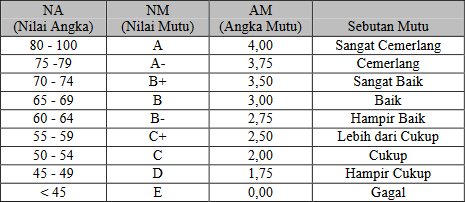 NA NM AM Sebutan Mutu
(Nilai Angka) (Nilai Mutu) (Angka Mutu)
80 - 100 A 4,00 Sangat Cemerlang
75 -79 A- 3,75 Cemerlang
70 - 74 B+ 3,50 Sangat Baik
65 - 69 B 3,00 Baik
60 - 64 B- 2,75 Hampir Baik
55 - 59 C+ 2,50 Lebih dari Cukup
50 - 54 C 2,00 Cukup
45 - 49 D 1,75 Hampir Cukup
< 45 E 0,00 Gagal